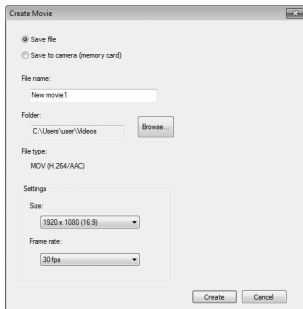 Create Movie
Save file
Save to camera (memory card)
File name:
New movie1
Folder:
C:\Users\user\Videos
Browse...
File type:
MOV (H.264/AAC)
Settings
Size:
1920 x 1080 (16:9)
Frame rate:
30 fps
Create
Cancel